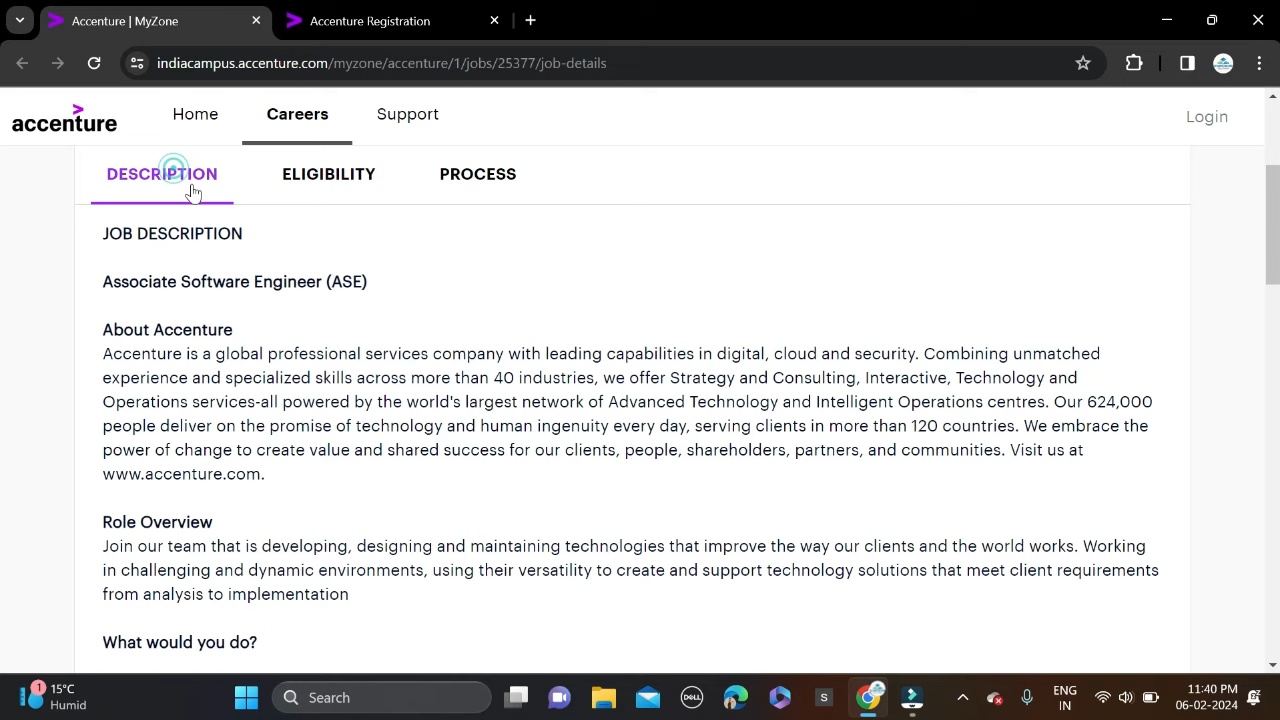 Accenture | MyZone
Accenture Registration
indiacampus.accenture.com/myzone/accenture/1/jobs/25377/job-details
accenture
Home
Careers
Support
Login
DESCRIPTION
ELIGIBILITY
PROCESS
JOB DESCRIPTION
Associate Software Engineer (ASE)
About Accenture
Accenture is a global professional services company with leading capabilities in digital, cloud and security. Combining unmatched
experience and specialized skills across more than 40 industries, we offer Strategy and Consulting, Interactive, Technology and
Operations services-all powered by the world's largest network of Advanced Technology and Intelligent Operations centres. Our 624,000
people deliver on the promise of technology and human ingenuity every day, serving clients in more than 120 countries. We embrace the
power of change to create value and shared success for our clients, people, shareholders, partners, and communities. Visit us at
www.accenture.com.
Role Overview
Join our team that is developing, designing and maintaining technologies that improve the way our clients and the world works. Working
in challenging and dynamic environments, using their versatility to create and support technology solutions that meet client requirements
from analysis to implementation
What would you do?
1
15°C
Humid
Search
DELL
S
ENG
IN
11:40 PM
06-02-2024